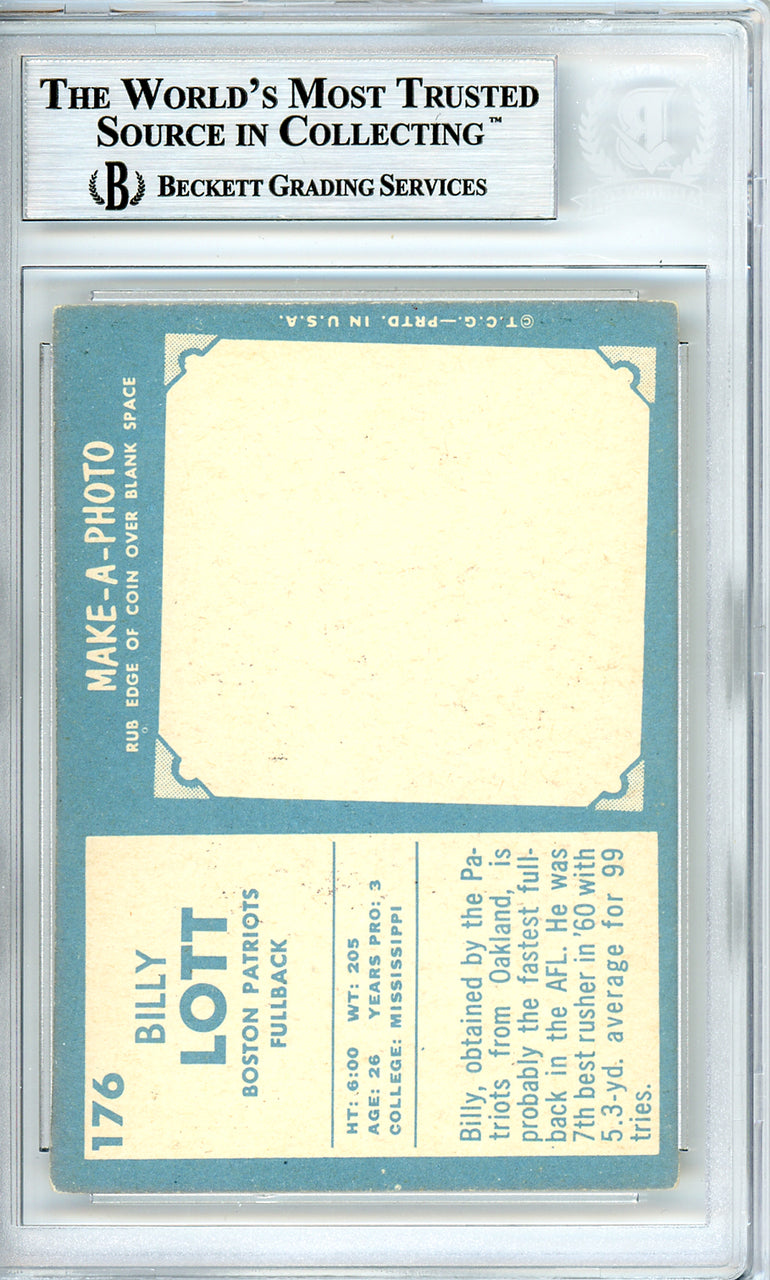 THE WORLD'S MOST TRUSTED
SOURCE IN COLLECTING™
B BECKETT GRADING SERVICES
©T.C.G.—PRTD. IN U.S.A.
MAKE-A-PHOTO
RUB EDGE OF COIN OVER BLANK SPACE
176
BILLY
LOTT
BOSTON PATRIOTS
FULLBACK
HT: 6:00 WT: 205
AGE: 26 YEARS PRO: 3
COLLEGE: MISSISSIPPI
Billy, obtained by the Pa-
triots from Oakland, is
probably the fastest full-
back in the AFL. He was
7th best rusher in '60 with
5.3-yd. average for 99
tries.